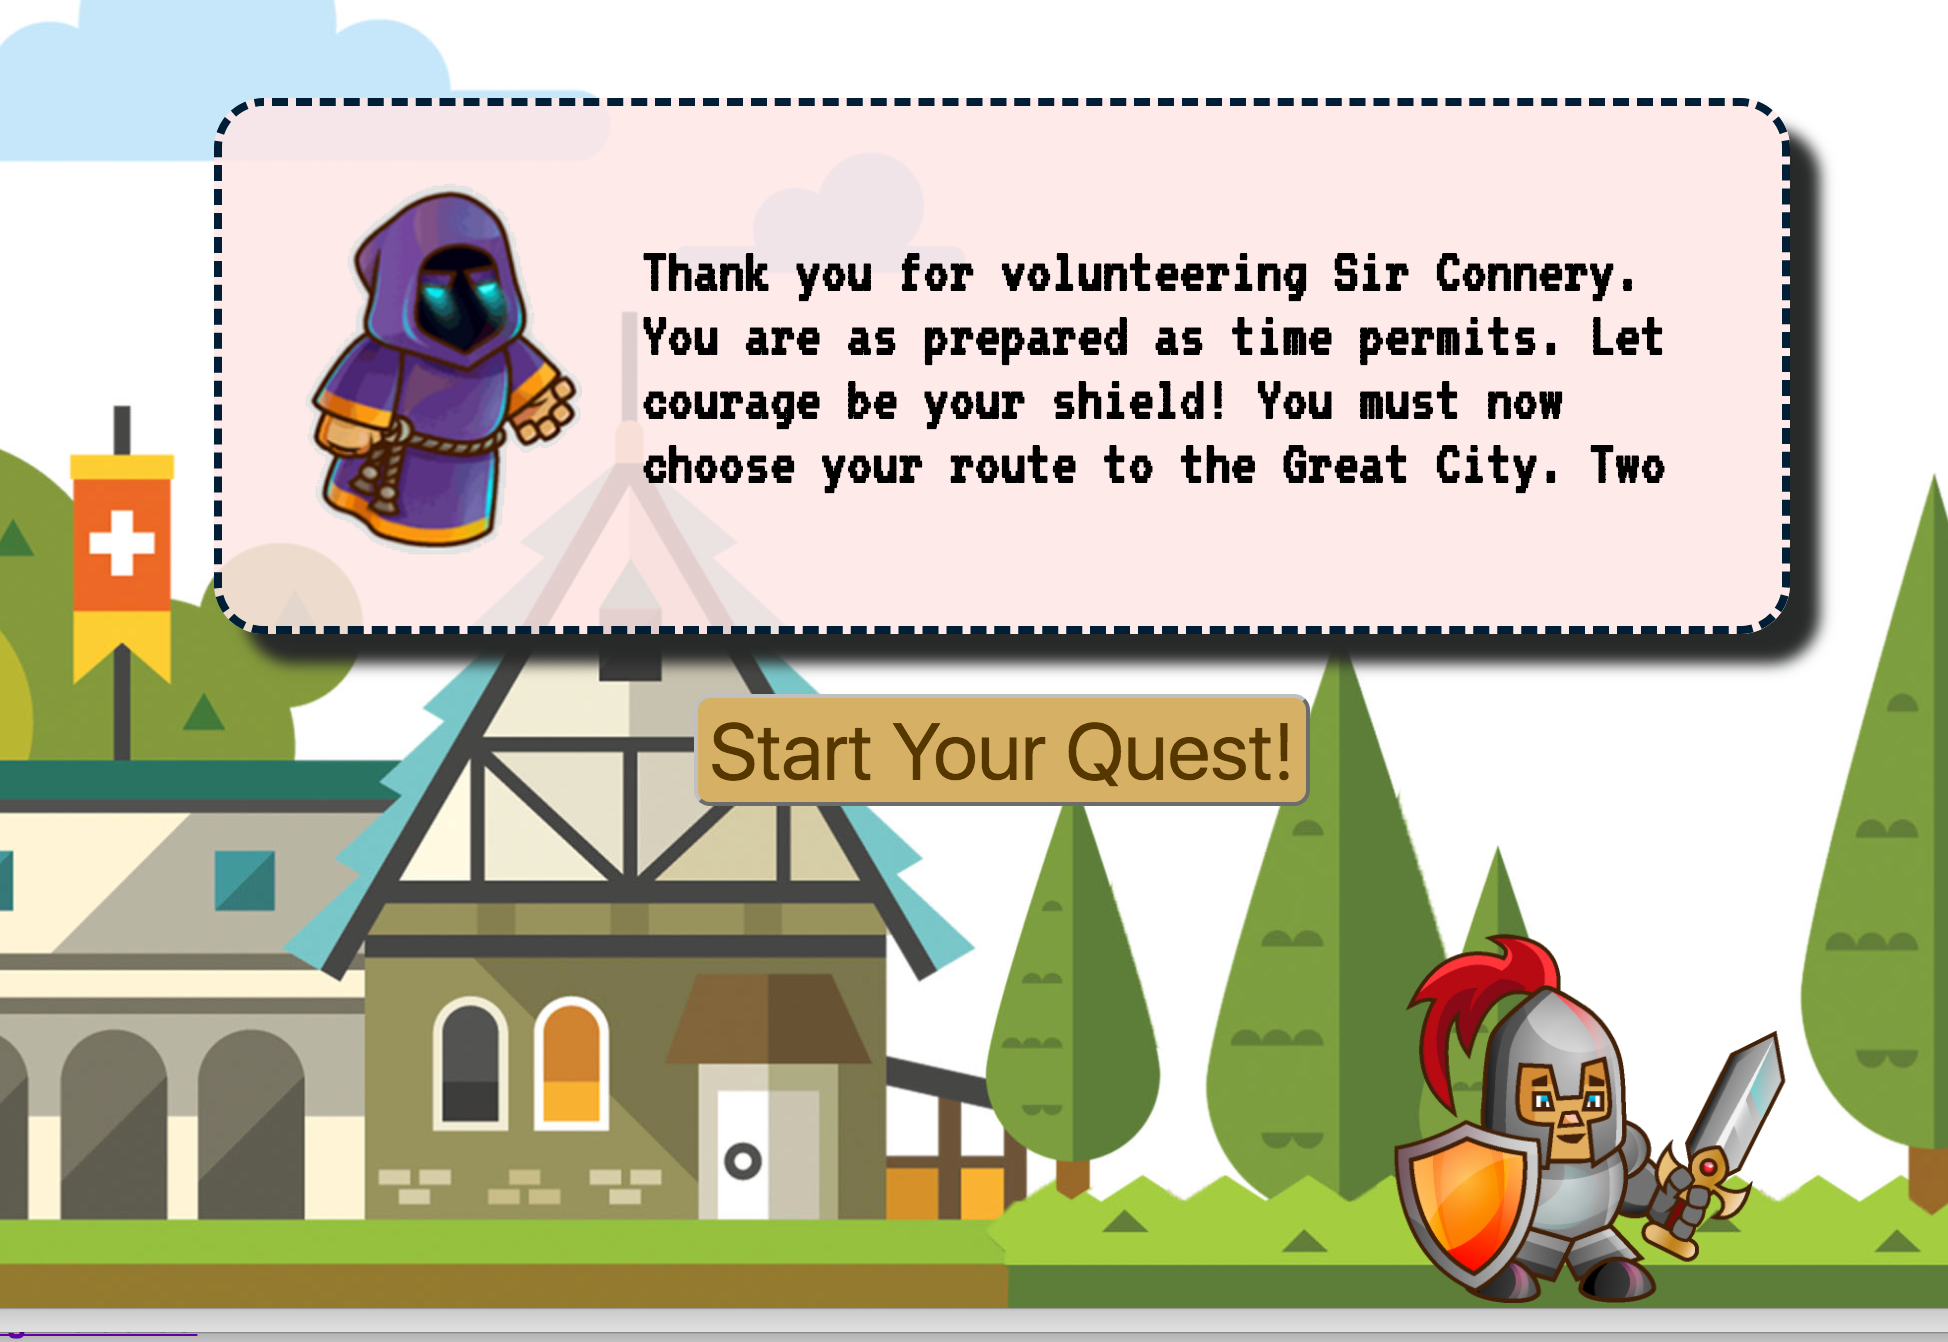 Thank you for volunteering Sir Connery.
You are as prepared as time permits. Let
courage be your shield! You must now
choose your route to the Great City. Two
Start Your Quest!